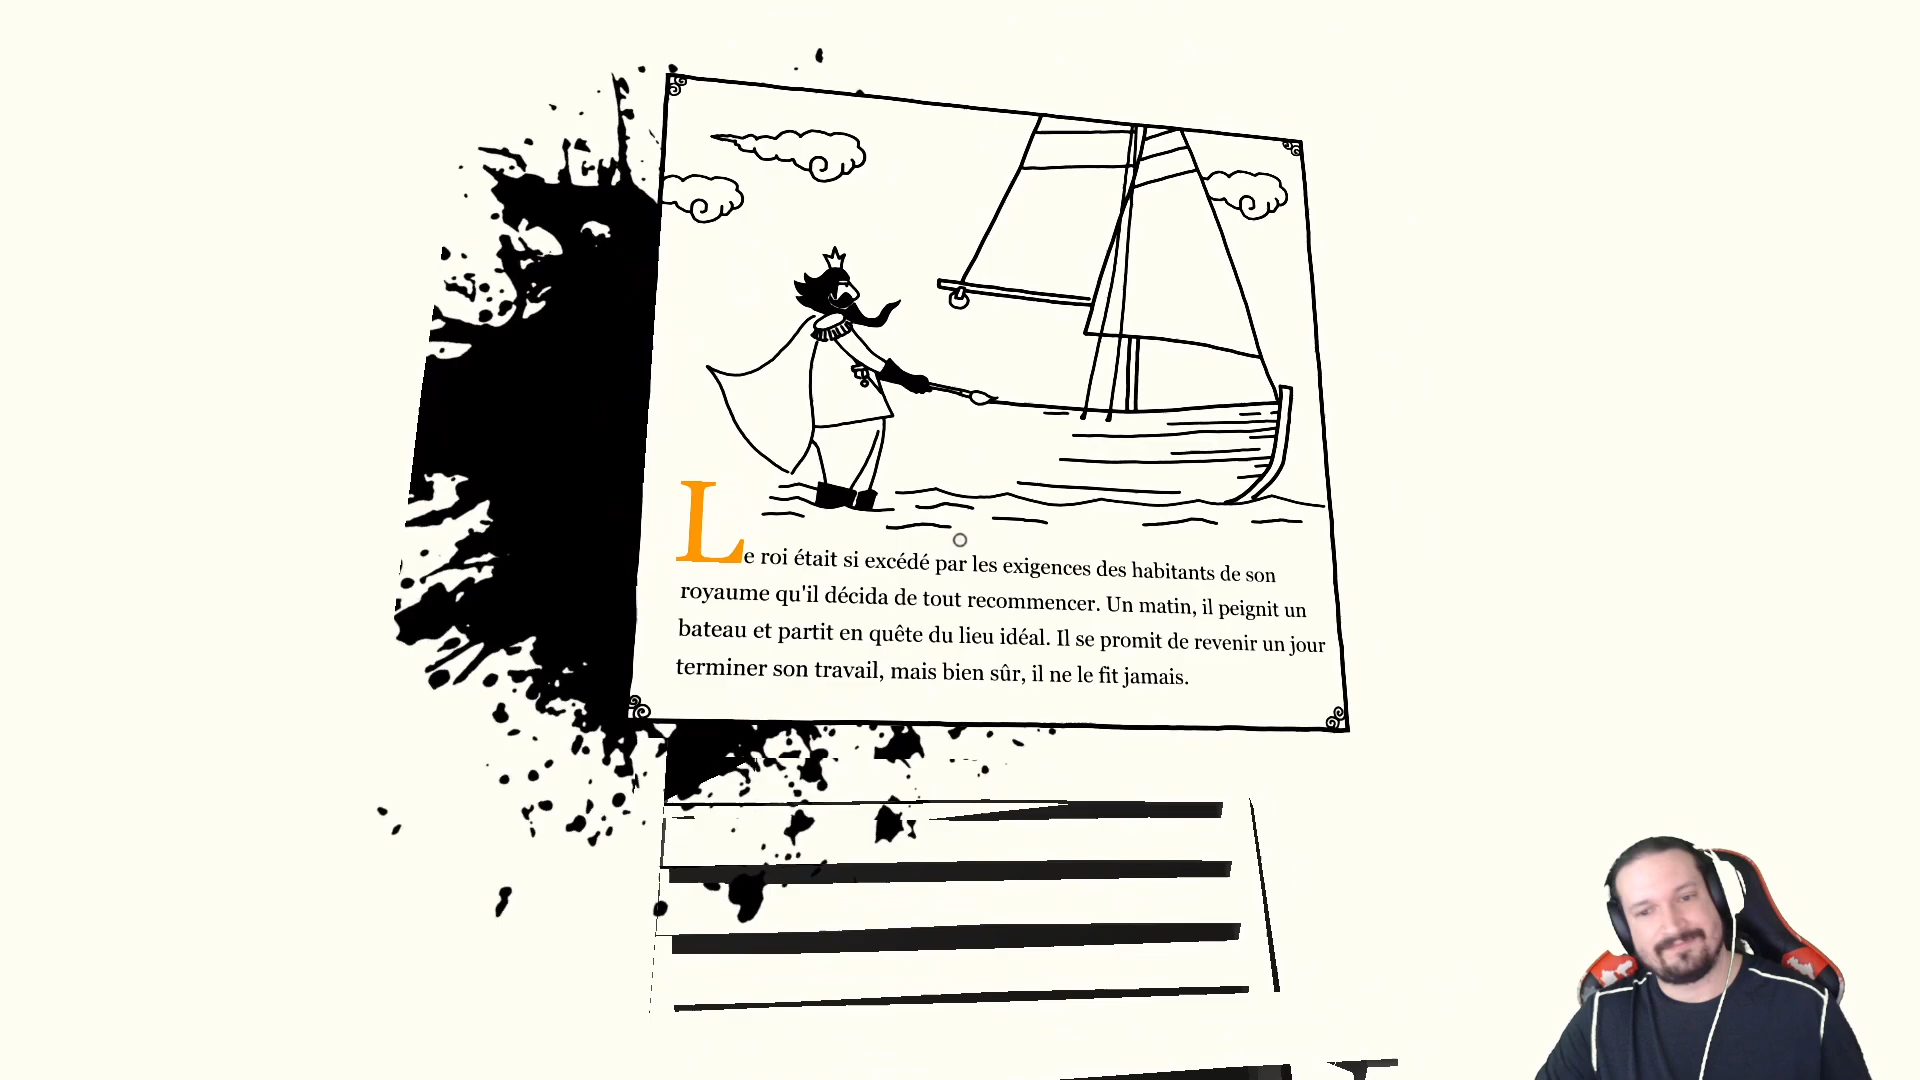 Le roi était si excédé par les exigences des habitants de son
royaume qu'il décida de tout recommencer. Un matin, il peignit un
bateau et partit en quête du lieu idéal. Il se promit de revenir un jour
terminer son travail, mais bien sûr, il ne le fit jamais.